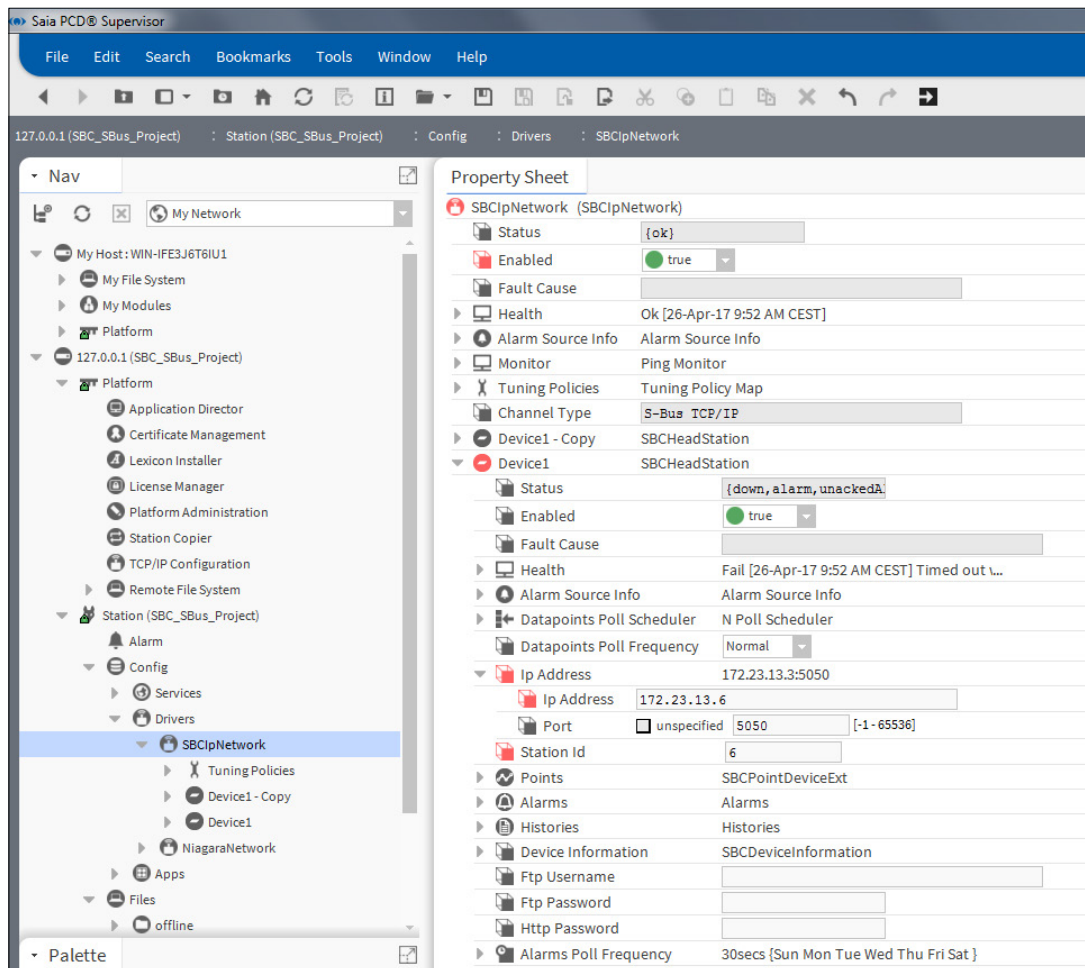 Saia PCD® Supervisor
File Edit Search Bookmarks Tools Window Help
127.0.0.1 (SBC_SBus_Project) : Station (SBC_SBus_Project) : Config : Drivers : SBCIpNetwork
Nav
My Network
My Host : WIN-IFE3J6T6IU1
My File System
My Modules
Platform
127.0.0.1 (SBC_SBus_Project)
Platform
Application Director
Certificate Management
Lexicon Installer
License Manager
Platform Administration
Station Copier
TCP/IP Configuration
Remote File System
Station (SBC_SBus_Project)
Alarm
Config
Services
Drivers
SBCIpNetwork
Tuning Policies
Device1 - Copy
Device1
NiagaraNetwork
Apps
Files
offline
Palette
Property Sheet
SBCIpNetwork (SBCIpNetwork)
Status {ok}
Enabled true
Fault Cause
Health Ok [26-Apr-17 9:52 AM CEST]
Alarm Source Info Alarm Source Info
Monitor Ping Monitor
Tuning Policies Tuning Policy Map
Channel Type S-Bus TCP/IP
Device1 - Copy SBCHeadStation
Device1 SBCHeadStation
Status {down,alarm,unackedA
Enabled true
Fault Cause
Health Fail [26-Apr-17 9:52 AM CEST] Timed out w...
Alarm Source Info Alarm Source Info
Datapoints Poll Scheduler N Poll Scheduler
Datapoints Poll Frequency Normal
Ip Address 172.23.13.3:5050
Ip Address 172.23.13.6
Port unspecified 5050 [-1 - 65536]
Station Id 6
Points SBCPointDeviceExt
Alarms Alarms
Histories Histories
Device Information SBCDeviceInformation
Ftp Username
Ftp Password
Http Password
Alarms Poll Frequency 30secs {Sun Mon Tue Wed Thu Fri Sat }